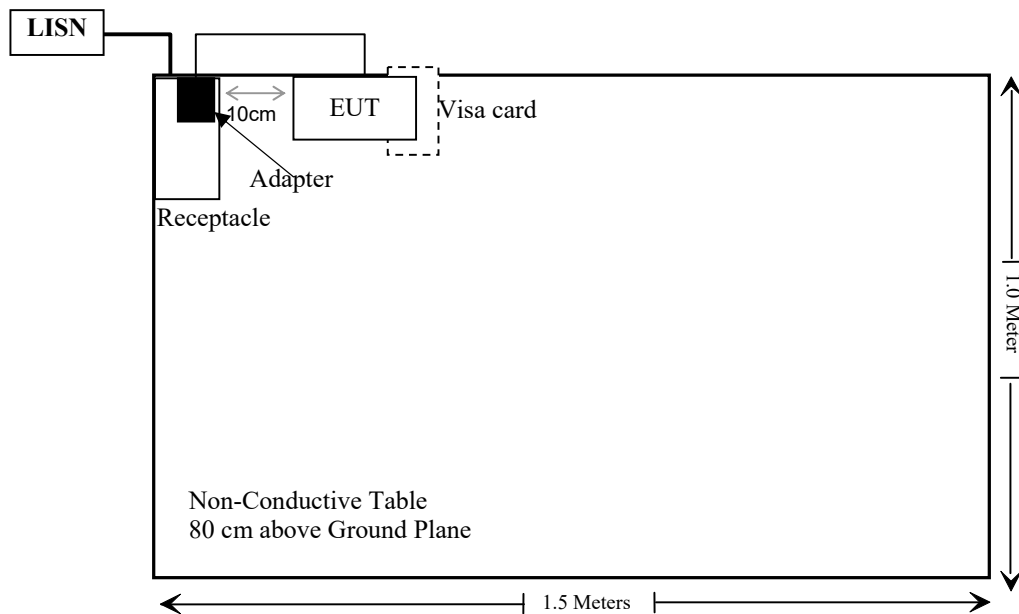 LISN
EUT
Visa card
10cm
Adapter
Receptacle
1.0 Meter
Non-Conductive Table
80 cm above Ground Plane
1.5 Meters